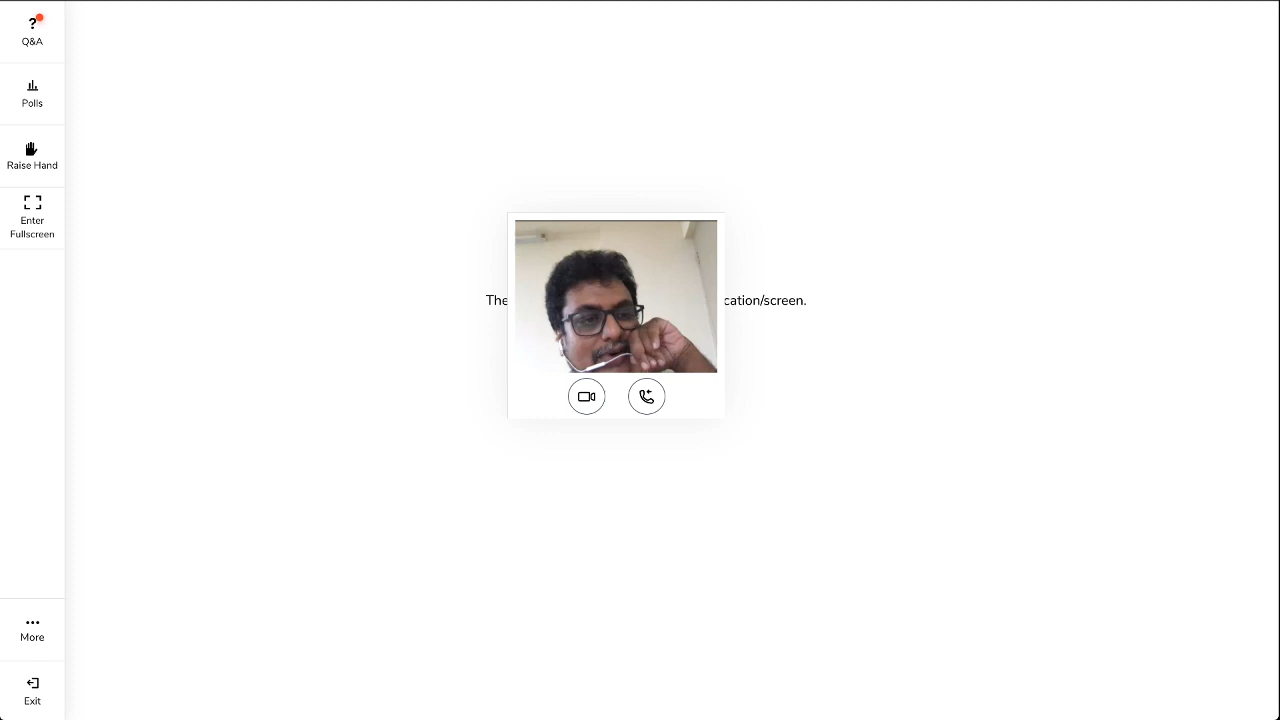 Q&A
Polls
Raise Hand
Enter
Fullscreen
The
cation/screen.
More
Exit